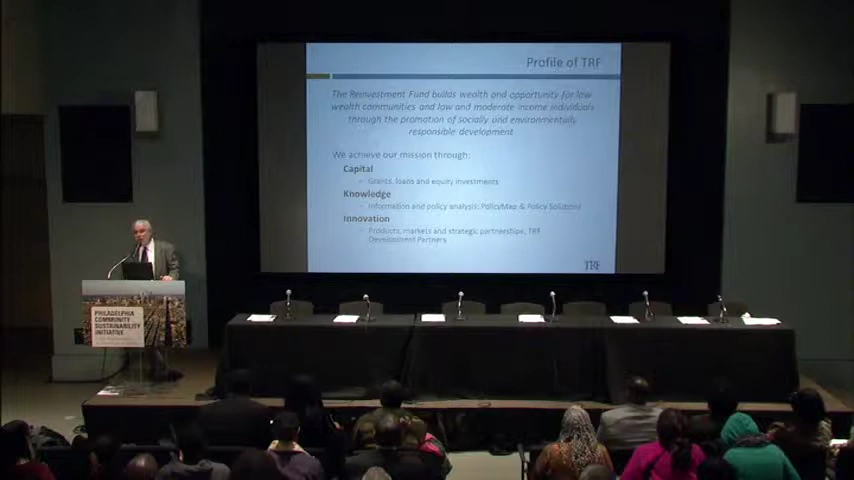 Profile of TRF
The Reinvestment Fund builds wealth and opportunity for low
wealth communities and low and moderate income individuals
through the promotion of socially and environmentally
responsible development
We achieve our mission through:
Capital
– Grants, loans and equity investments
Knowledge
– Information and policy analysis; PolicyMap & Policy Solutions
Innovation
– Products, markets and strategic partnerships, TRF
Development Partners
TRF
PHILADELPHIA
COMMUNITY
SUSTAINABILITY
INITIATIVE